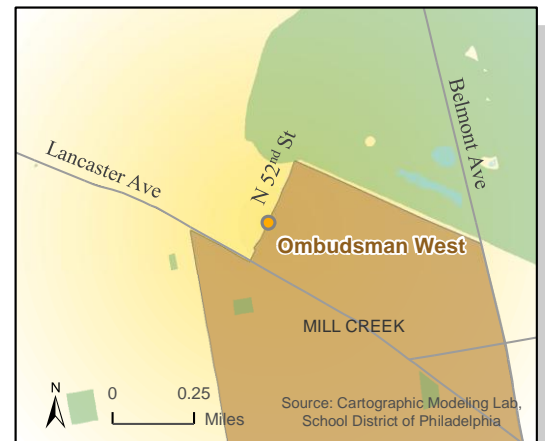 Belmont Ave
Lancaster Ave
N 52nd St
Ombudsman West
MILL CREEK
N
0 0.25
Miles
Source: Cartographic Modeling Lab,
School District of Philadelphia